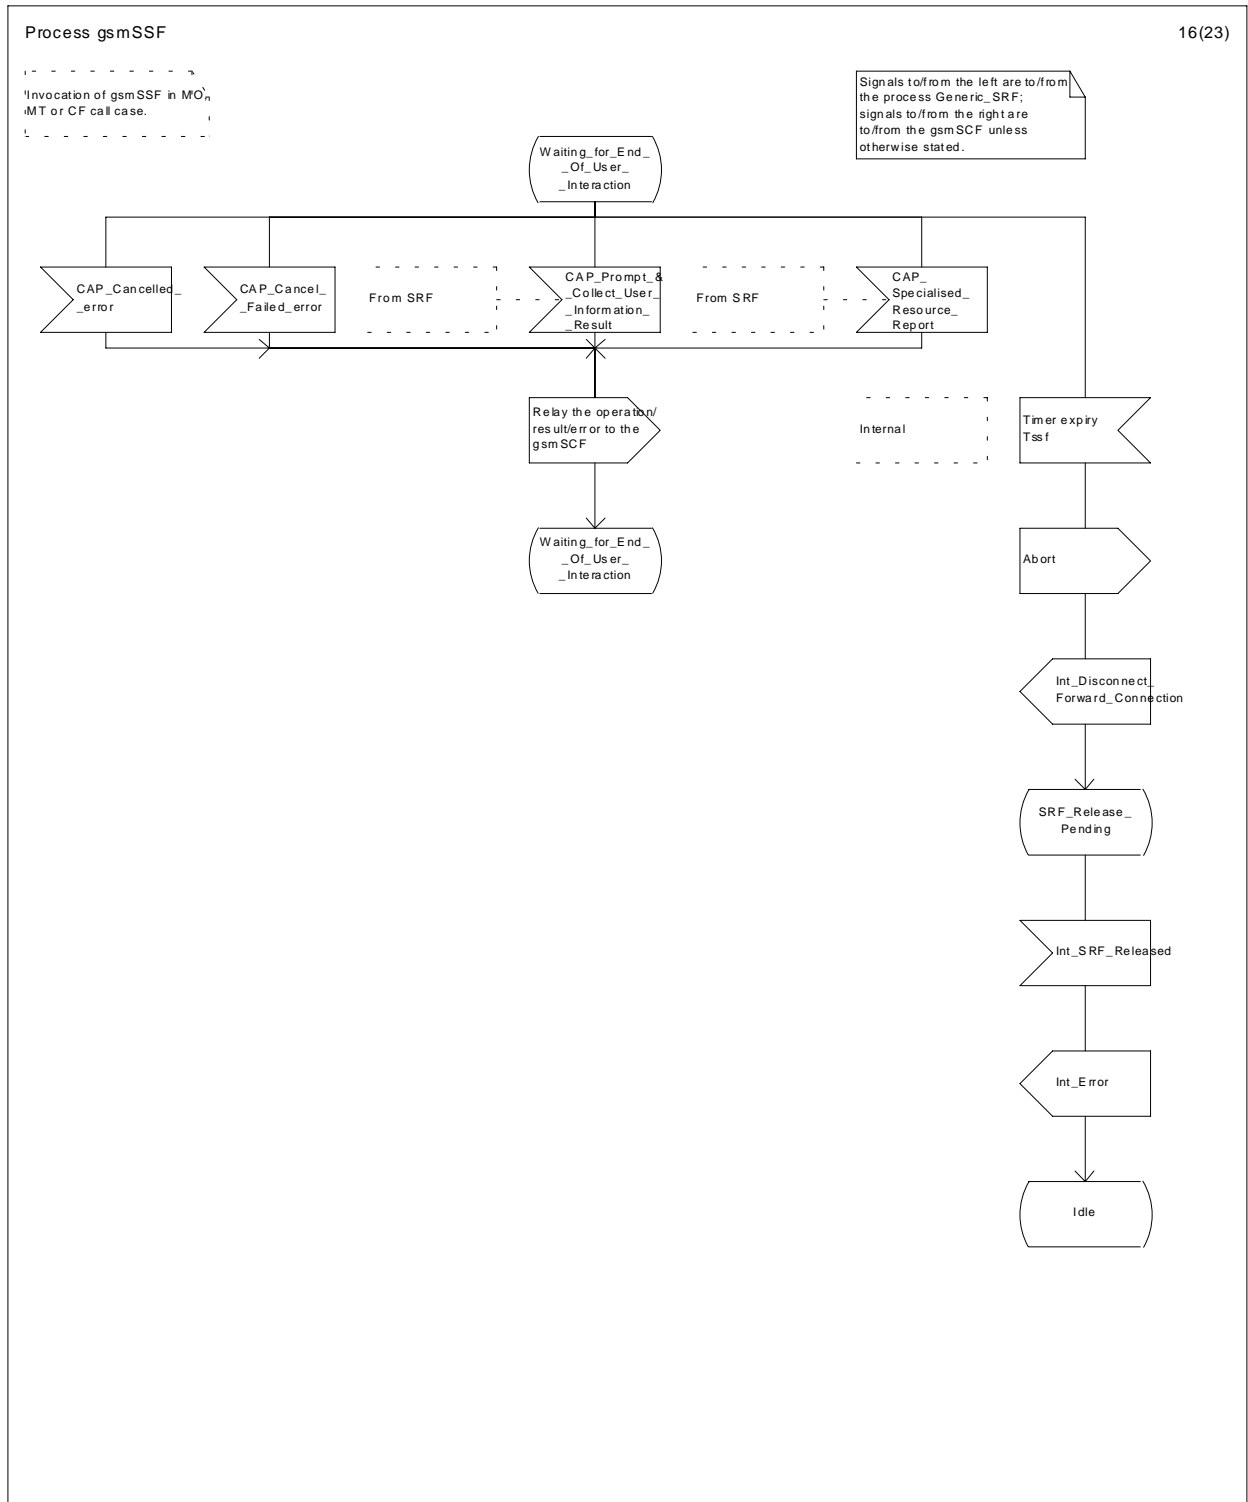 Process gsmSSF
16(23)
Invocation of gsmSSF in MO,
MT or CF call case.
Signals to/from the left are to/from
the process Generic_SRF;
signals to/from the right are
to/from the gsmSCF unless
otherwise stated.
Waiting_for_End_
_Of_User_
_Interaction
CAP_Cancelled_
_error
CAP_Cancel_
_Failed_error
From SRF
CAP_Prompt_&
_Collect_User_
_Information_
_Result
From SRF
CAP_
Specialised_
Resource_
Report
Relay the operation/
result/error to the
gsmSCF
Internal
Timer expiry
Tssf
Waiting_for_End_
_Of_User_
_Interaction
Abort
Int_Disconnect_
Forward_Connection
SRF_Release_
Pending
Int_SRF_Released
Int_Error
Idle